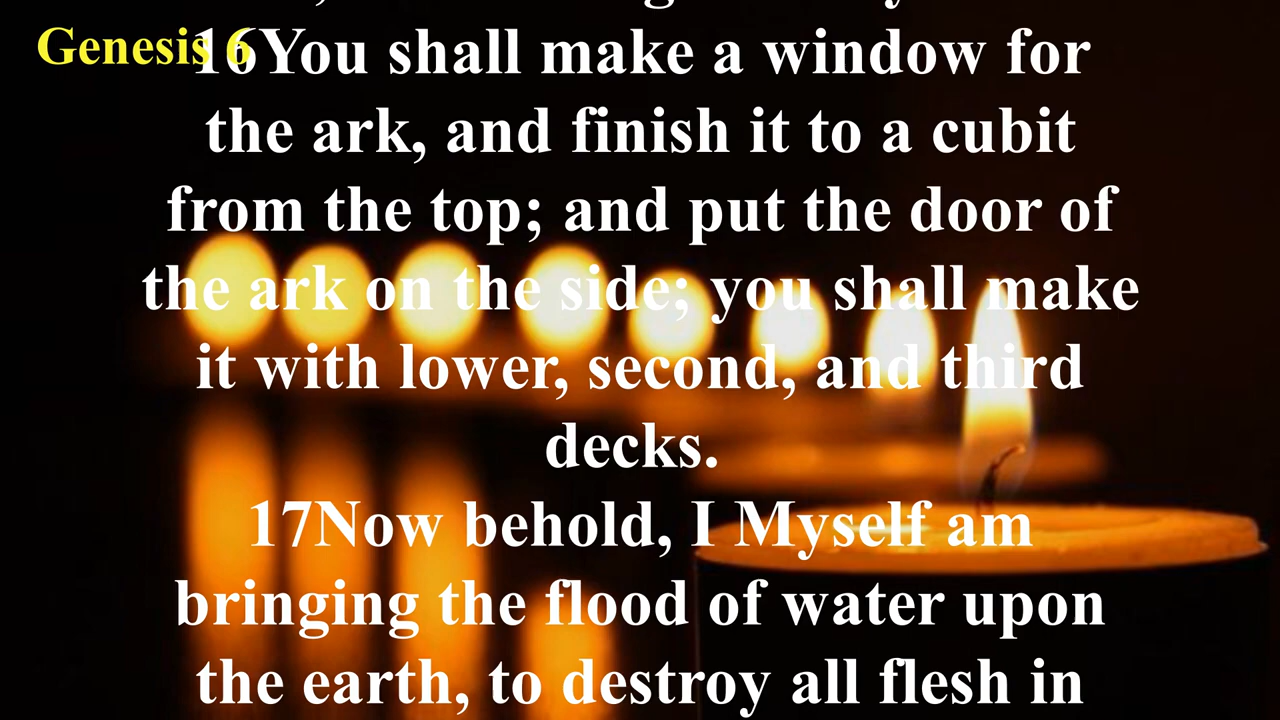 Genesis 6
16You shall make a window for
the ark, and finish it to a cubit
from the top; and put the door of
the ark on the side; you shall make
it with lower, second, and third
decks.
17Now behold, I Myself am
bringing the flood of water upon
the earth, to destroy all flesh in